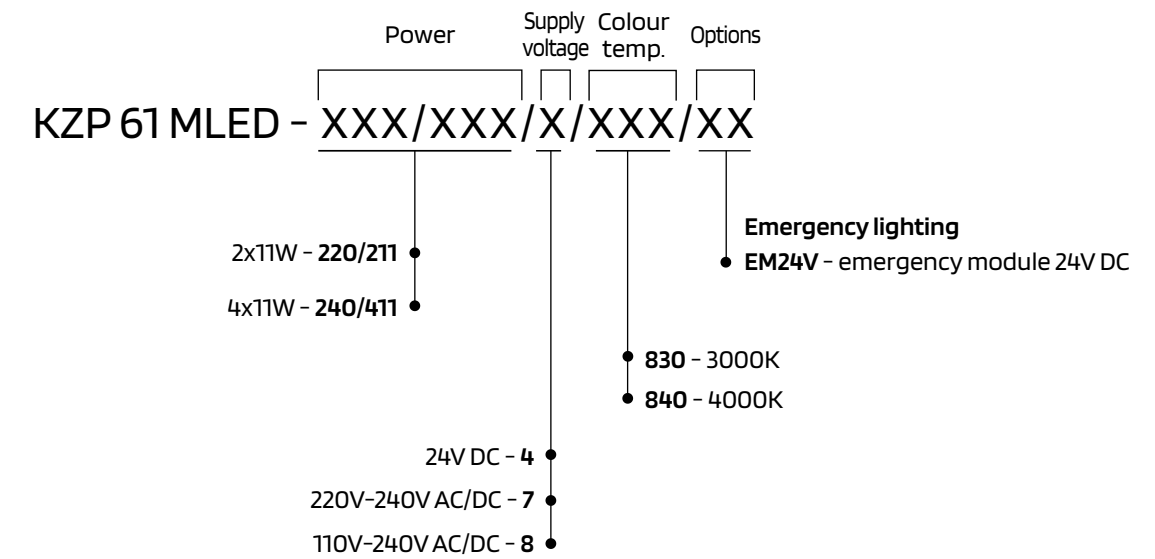 Power
Supply voltage
Colour temp.
Options
KZP 61 MLED - XXX/XXX/X/XXX/XX
Emergency lighting
2x11W - 220/211
EM24V - emergency module 24V DC
4x11W - 240/411
830 - 3000K
840 - 4000K
24V DC - 4
220V-240V AC/DC - 7
110V-240V AC/DC - 8